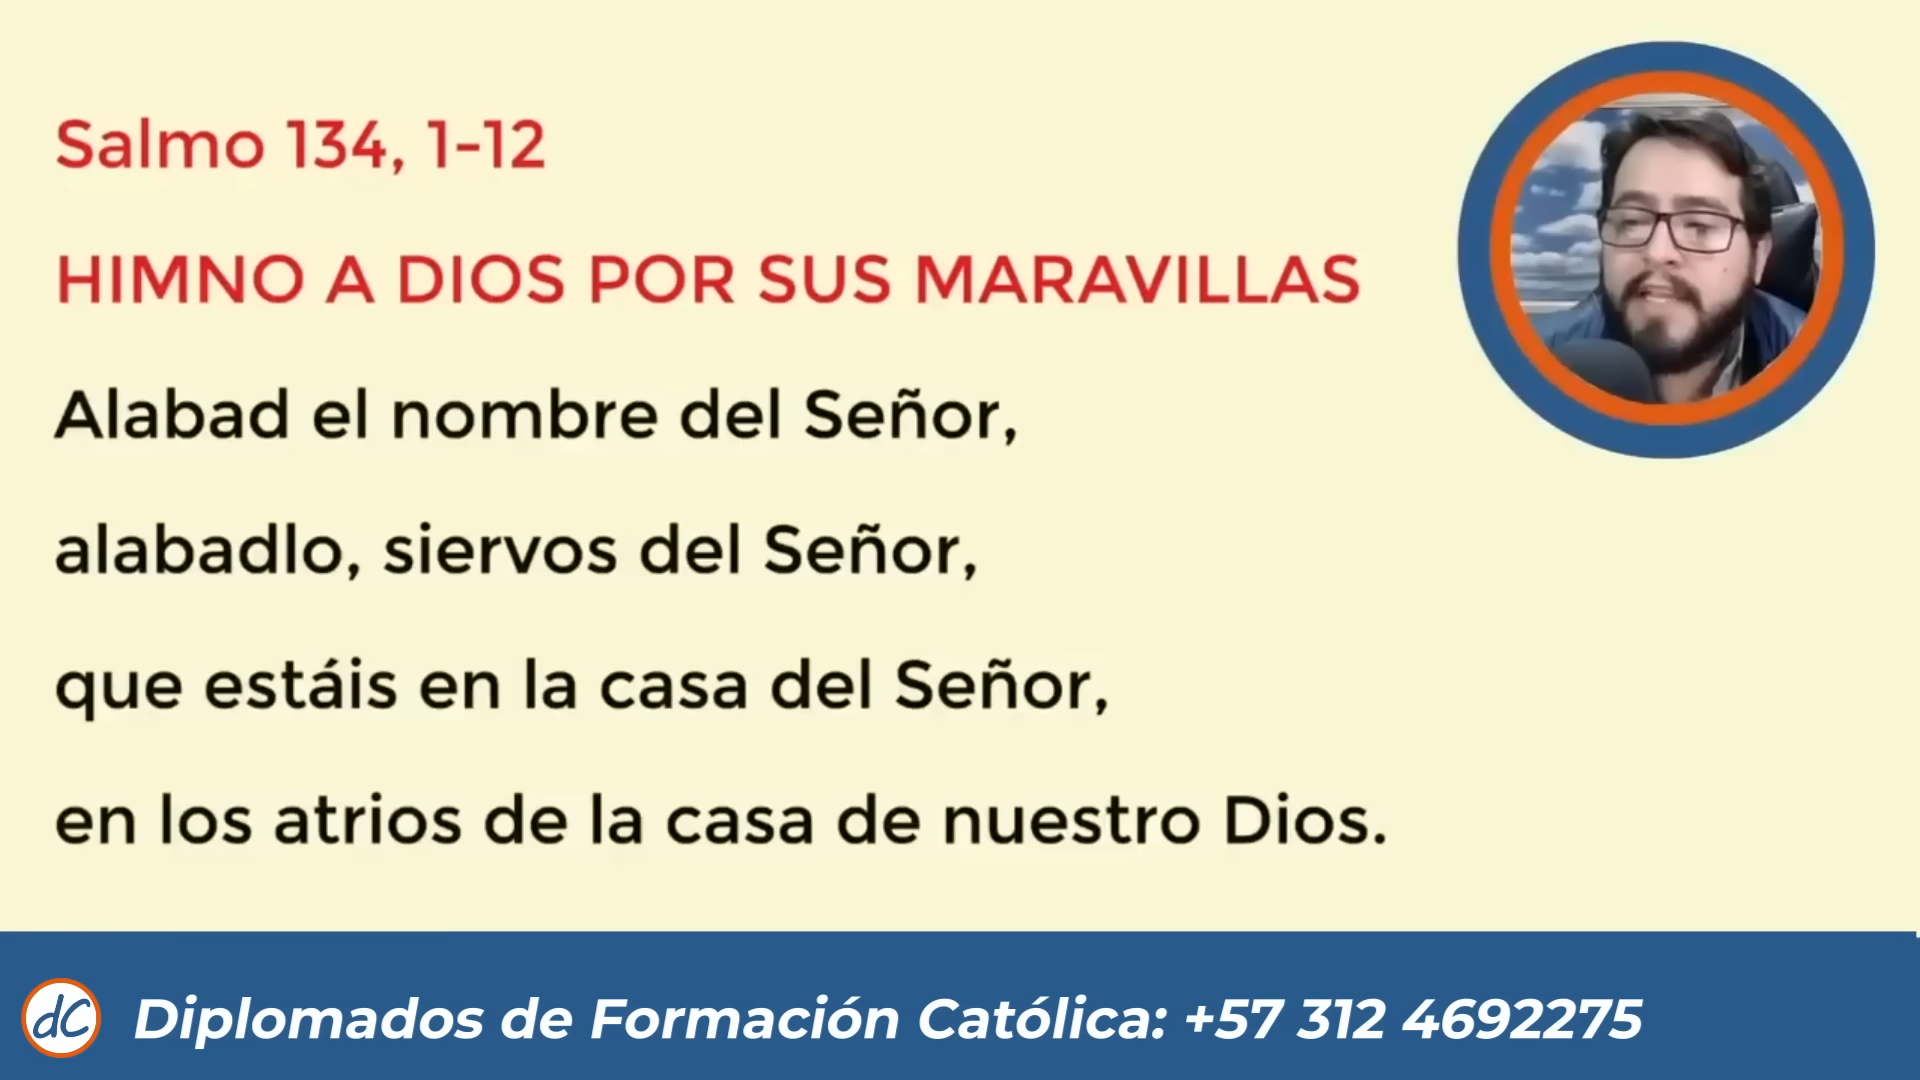 Salmo 134, 1-12
HIMNO A DIOS POR SUS MARAVILLAS
Alabad el nombre del Señor,
alabadlo, siervos del Señor,
que estáis en la casa del Señor,
en los atrios de la casa de nuestro Dios.
dC Diplomados de Formación Católica: +57 312 4692275